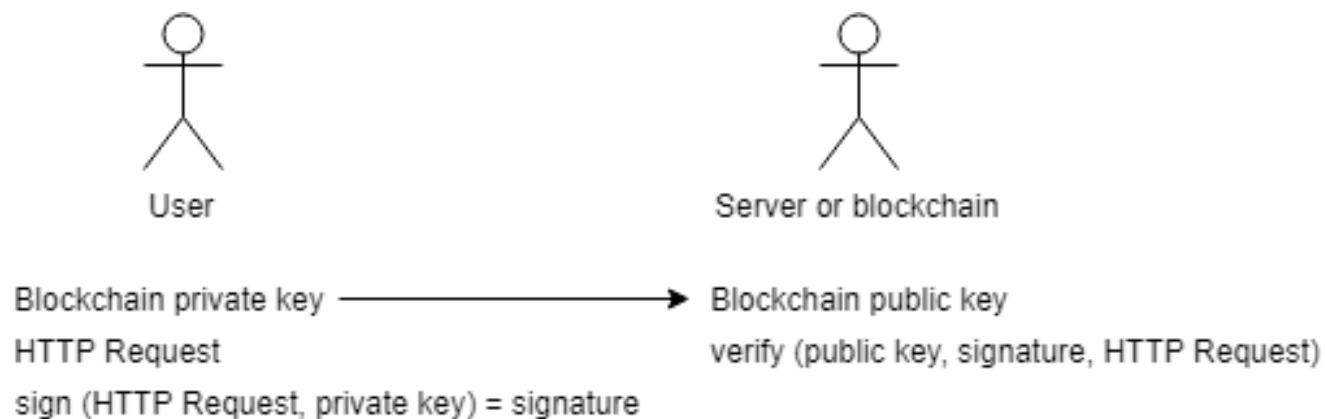 User
Server or blockchain
Blockchain private key
Blockchain public key
HTTP Request
verify (public key, signature, HTTP Request)
sign (HTTP Request, private key) = signature